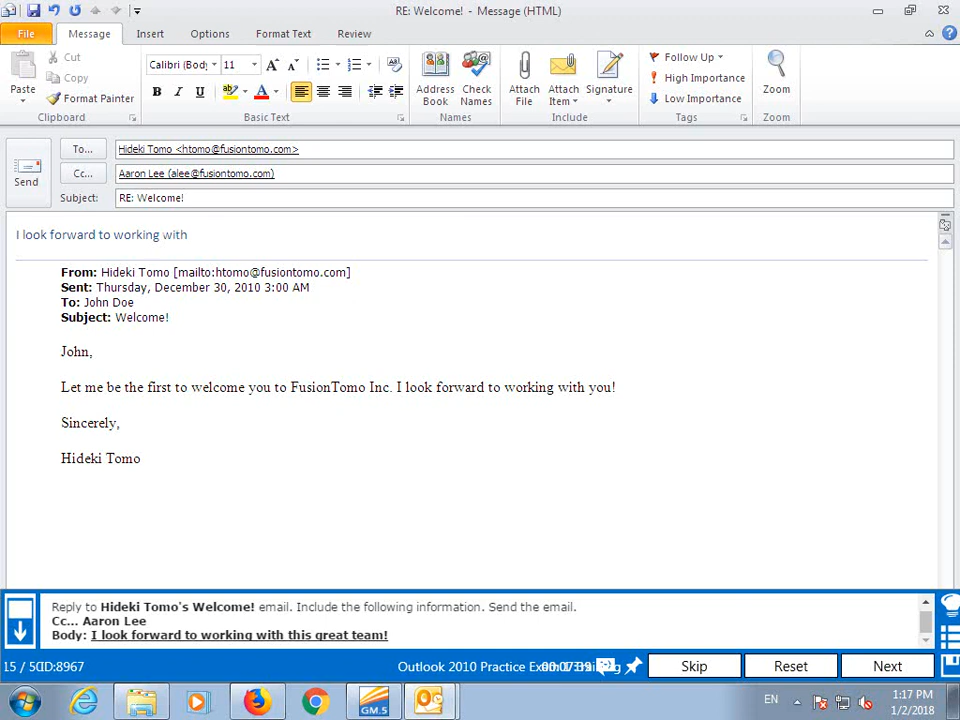 RE: Welcome! - Message (HTML)
File Message Insert Options Format Text Review
Cut
Copy
Format Painter
Paste
Clipboard
Calibri (Body) 11
Basic Text
Address Book
Check Names
Names
Attach File
Attach Item
Signature
Include
Follow Up
High Importance
Low Importance
Tags
Zoom
Zoom
Send
To... Hideki Tomo <htomo@fusiontomo.com>
Cc... Aaron Lee (alee@fusiontomo.com)
Subject: RE: Welcome!
I look forward to working with
From: Hideki Tomo [mailto:htomo@fusiontomo.com]
Sent: Thursday, December 30, 2010 3:00 AM
To: John Doe
Subject: Welcome!
John,
Let me be the first to welcome you to FusionTomo Inc. I look forward to working with you!
Sincerely,
Hideki Tomo
Reply to Hideki Tomo's Welcome! email. Include the following information. Send the email.
Cc... Aaron Lee
Body: I look forward to working with this great team!
15 / 50 ID:8967 Outlook 2010 Practice Skip Reset Next
GM.5
EN 1:17 PM
1/2/2018